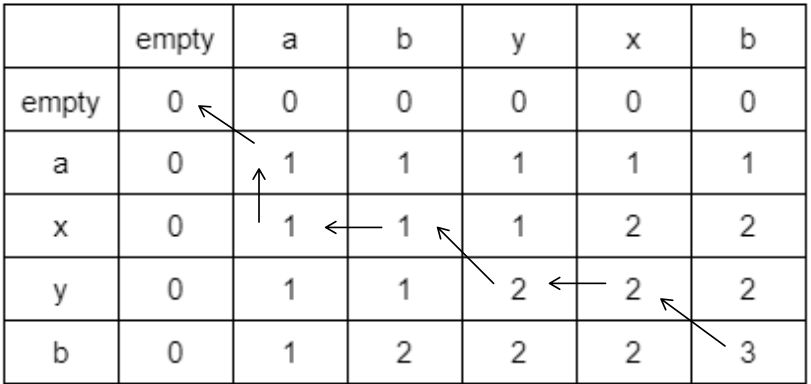 empty a b y x b
empty 0 0 0 0 0 0
a 0 1 1 1 1 1
x 0 1 1 1 2 2
y 0 1 1 2 2 2
b 0 1 2 2 2 3